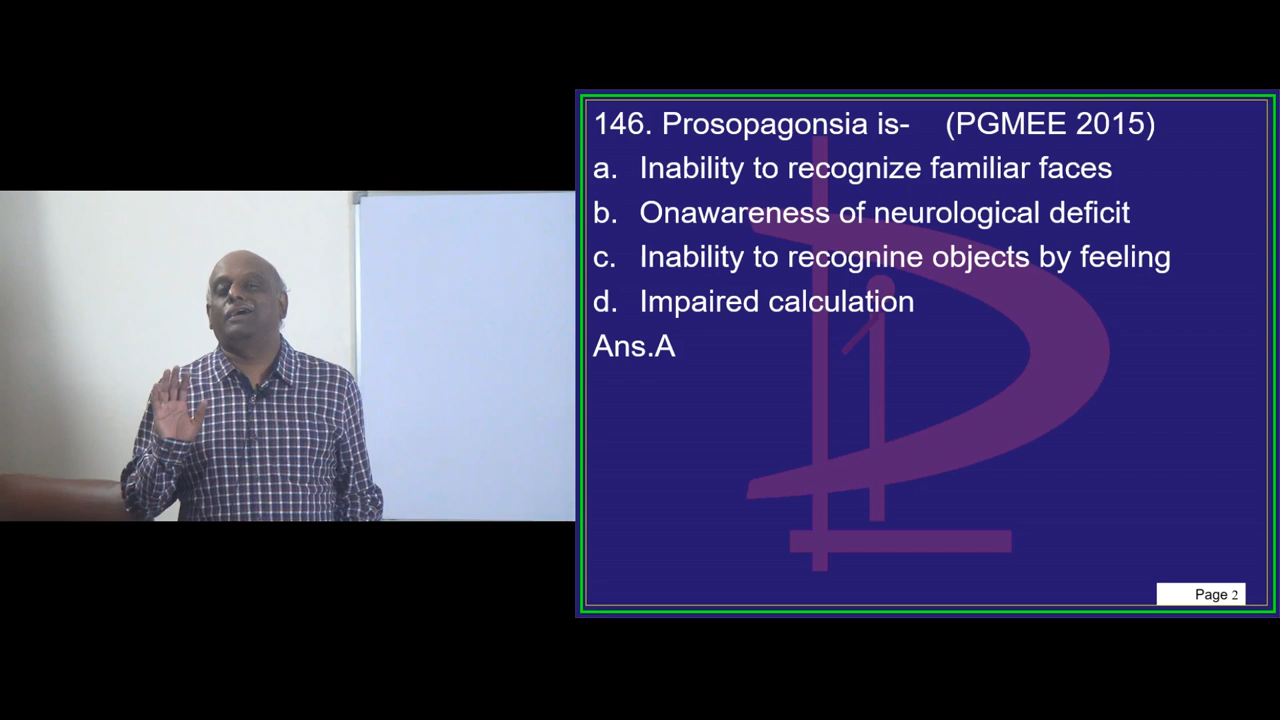 146. Prosopagonsia is- (PGMEE 2015)
a. Inability to recognize familiar faces
b. Onawareness of neurological deficit
c. Inability to recognine objects by feeling
d. Impaired calculation
Ans.A
Page 2